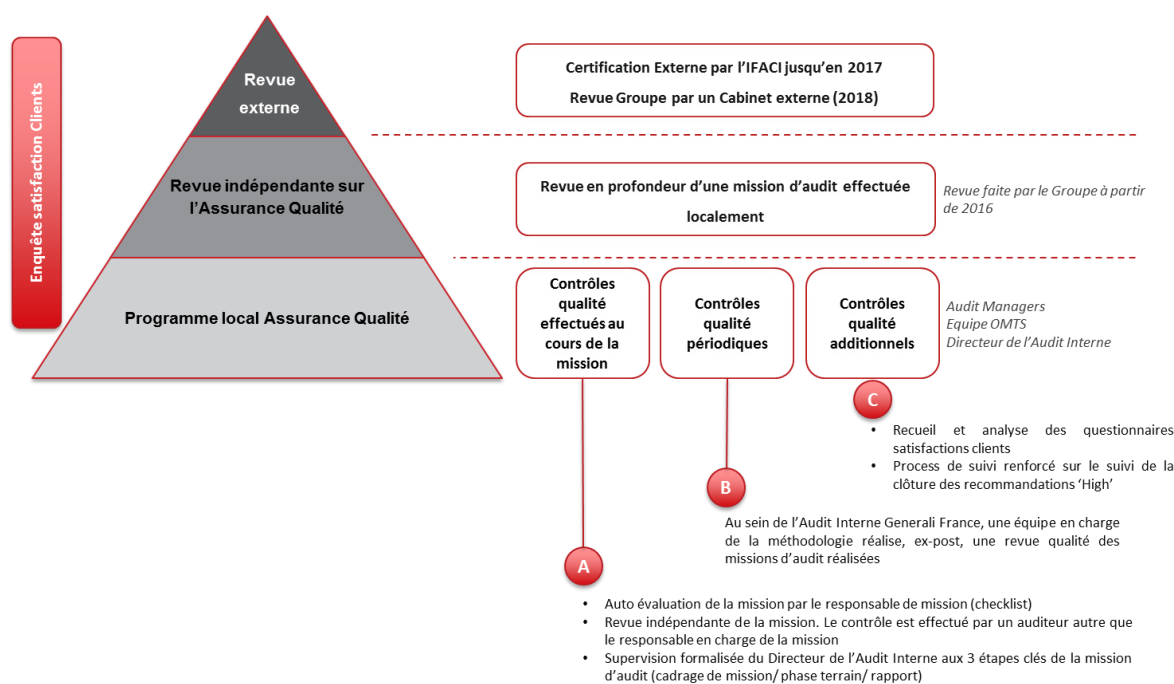 Enquête satisfaction Clients
Revue
externe
Certification Externe par l'IFACI jusqu'en 2017
Revue Groupe par un Cabinet externe (2018)
Revue indépendante sur
l'Assurance Qualité
Revue en profondeur d'une mission d'audit effectuée
localement
Revue faite par le Groupe à partir
de 2016
Programme local Assurance Qualité
Contrôles
qualité
effectués au
cours de la
mission
Contrôles
qualité
périodiques
Contrôles
qualité
additionnels
Audit Managers
Equipe OMTS
Directeur de l'Audit Interne
C
• Recueil et analyse des questionnaires
satisfactions clients
• Process de suivi renforcé sur le suivi de la
clôture des recommandations 'High'
B
Au sein de l'Audit Interne Generali France, une équipe en charge
de la méthodologie réalise, ex-post, une revue qualité des
missions d'audit réalisées
A
• Auto évaluation de la mission par le responsable de mission (checklist)
• Revue indépendante de la mission. Le contrôle est effectué par un auditeur autre que
le responsable en charge de la mission
• Supervision formalisée du Directeur de l'Audit Interne aux 3 étapes clés de la mission
d'audit (cadrage de mission/ phase terrain/ rapport)